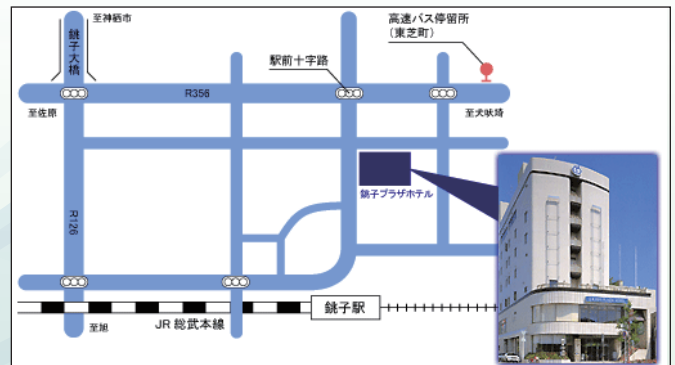 至神栖市
銚子大橋
高速バス停留所
(東芝町)
駅前十字路
R356
至佐原
至犬吠埼
銚子プラザホテル
R126
銚子駅
至旭
JR 総武本線